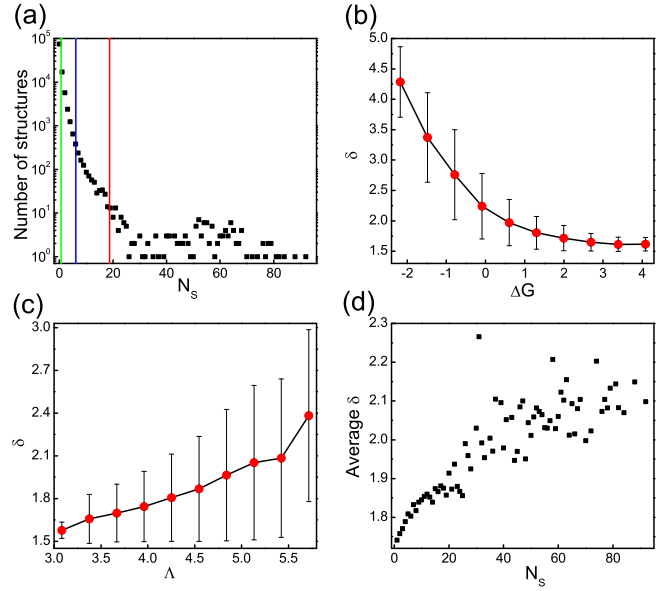 (a)
Number of structures
10^5
10^4
10^3
10^2
10^1
10^0
0 20 40 60 80
N_S
(b)
δ
5.0
4.5
4.0
3.5
3.0
2.5
2.0
1.5
-2 -1 0 1 2 3 4
ΔG
(c)
δ
3.0
2.7
2.4
2.1
1.8
1.5
3.0 3.5 4.0 4.5 5.0 5.5
Λ
(d)
Average δ
2.3
2.2
2.1
2.0
1.9
1.8
0 20 40 60 80
N_S